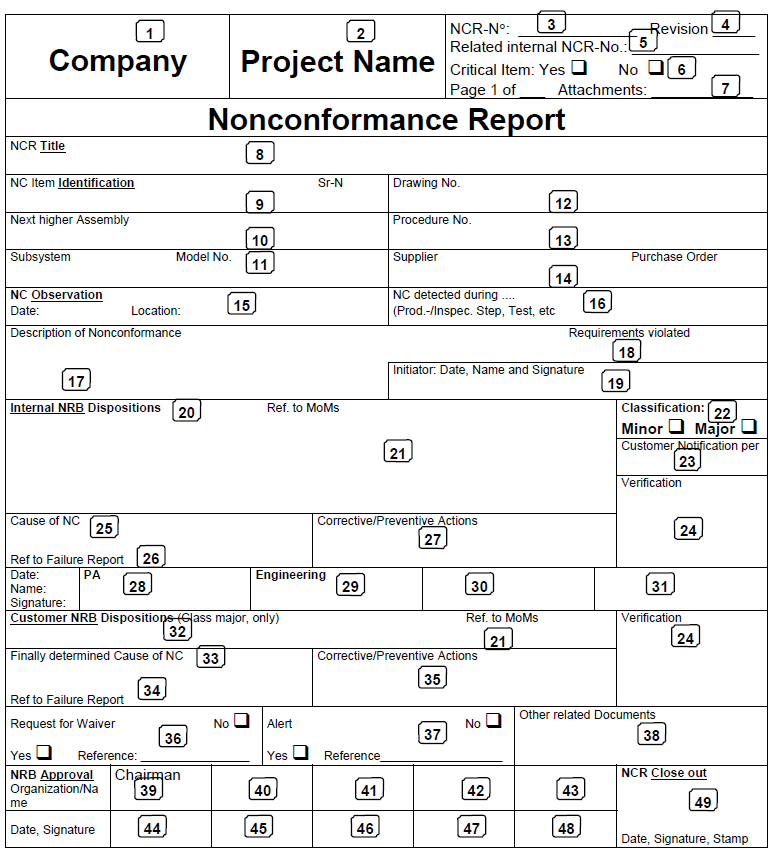 1 2 NCR-Nº: 3 Revision 4
Company Project Name Related internal NCR-No.: 5
Critical Item: Yes ❑ No ❑ 6
Page 1 of ___ Attachments: 7
Nonconformance Report
NCR Title 8
NC Item Identification 9 Sr-N Drawing No. 12
Next higher Assembly 10 Procedure No. 13
Subsystem Model No. 11 Supplier 14 Purchase Order
NC Observation 15 NC detected during .... 16
Date: Location: (Prod.-/Inspec. Step, Test, etc
Description of Nonconformance Requirements violated
17 18
Initiator: Date, Name and Signature 19
Internal NRB Dispositions 20 Ref. to MoMs Classification: 22
Minor ❑ Major ❑
21 Customer Notification per
23
Verification
Cause of NC 25 Corrective/Preventive Actions 24
27
Ref to Failure Report 26
Date: PA 28 Engineering 29 30 31
Name:
Signature:
Customer NRB Dispositions (Class major, only) Ref. to MoMs Verification
32 21 24
Finally determined Cause of NC 33 Corrective/Preventive Actions
34 35
Ref to Failure Report
Request for Waiver No ❑ Alert No ❑ Other related Documents
36 37 38
Yes ❑ Reference: ___ Yes ❑ Reference___
NRB Approval Chairman NCR Close out
Organization/Na 39 40 41 42 43
me 49
Date, Signature 44 45 46 47 48
Date, Signature, Stamp